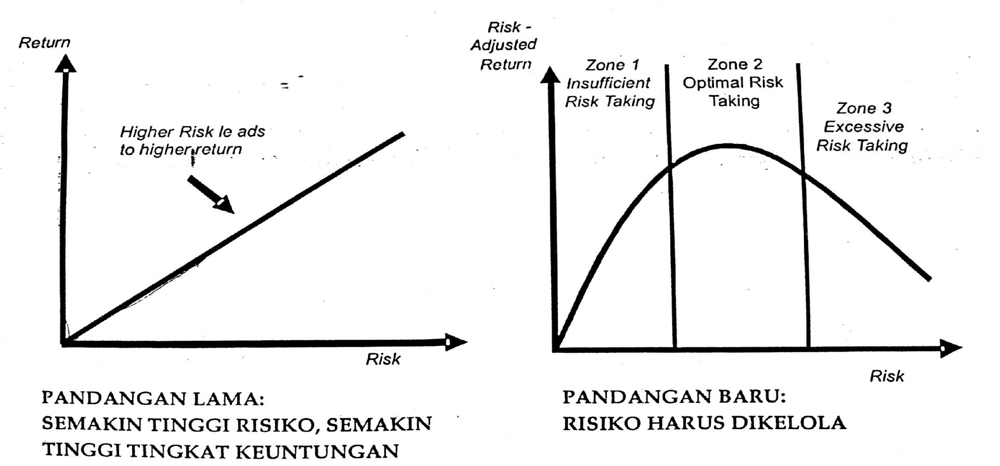 Return
Higher Risk le ads
to higher return
Risk
PANDANGAN LAMA:
SEMAKIN TINGGI RISIKO, SEMAKIN
TINGGI TINGKAT KEUNTUNGAN
Risk -
Adjusted
Return
Zone 1
Insufficient
Risk Taking
Zone 2
Optimal Risk
Taking
Zone 3
Excessive
Risk Taking
Risk
PANDANGAN BARU:
RISIKO HARUS DIKELOLA